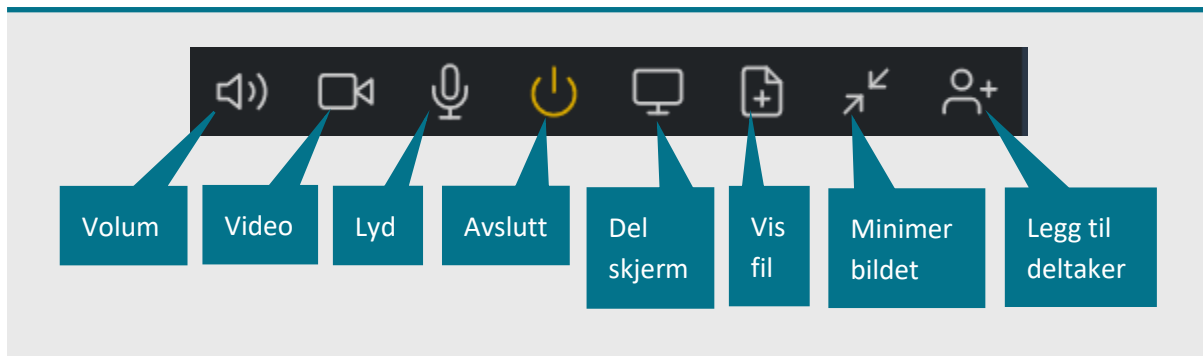 Volum
Video
Lyd
Avslutt
Del
skjerm
Vis
fil
Minimer
bildet
Legg til
deltaker